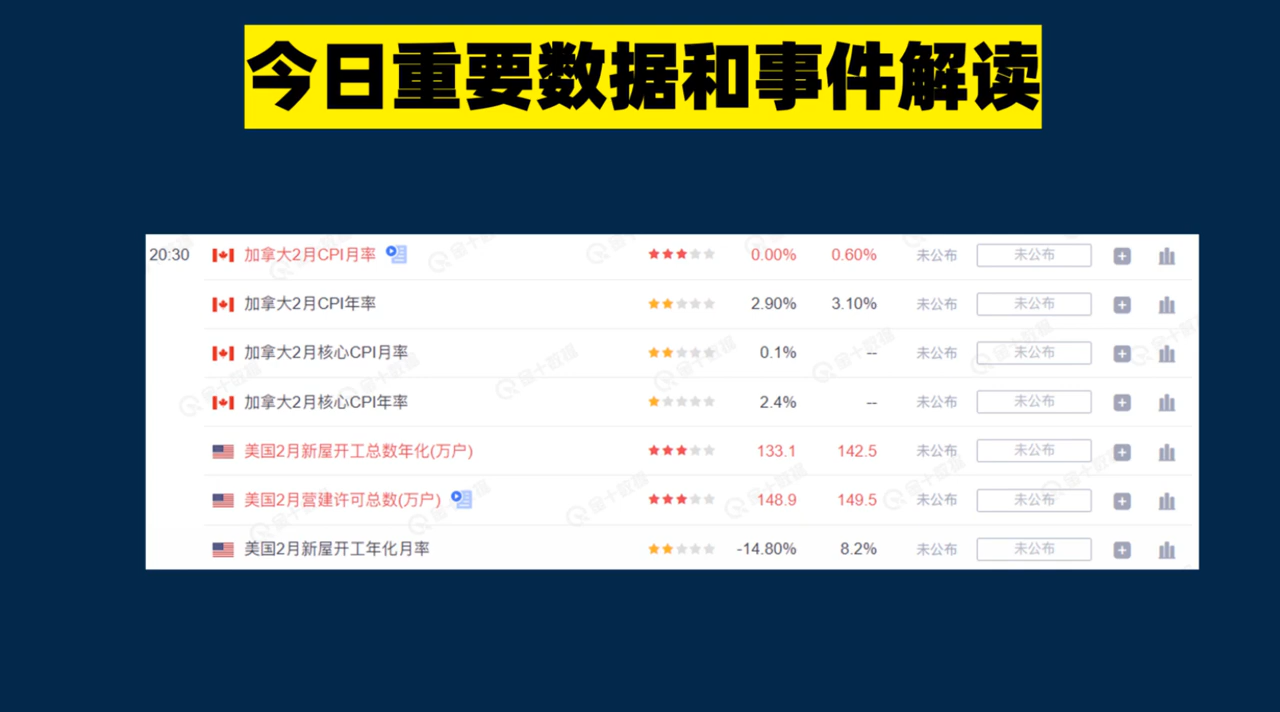 今日重要数据和事件解读
20:30 加拿大2月CPI月率 0.00% 0.60% 未公布 未公布
加拿大2月CPI年率 2.90% 3.10% 未公布 未公布
加拿大2月核心CPI月率 0.1% -- 未公布 未公布
加拿大2月核心CPI年率 2.4% -- 未公布 未公布
美国2月新屋开工总数年化(万户) 133.1 142.5 未公布 未公布
美国2月营建许可总数(万户) 148.9 149.5 未公布 未公布
美国2月新屋开工年化月率 -14.80% 8.2% 未公布 未公布